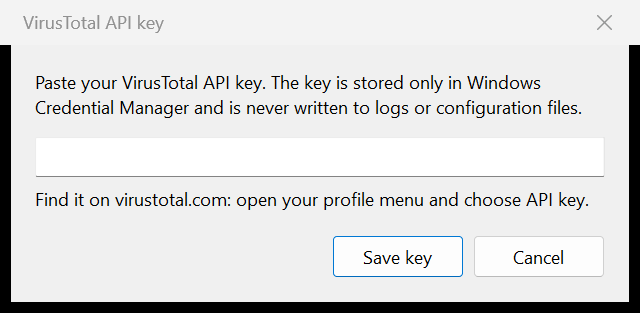 VirusTotal API key
Paste your VirusTotal API key. The key is stored only in Windows
Credential Manager and is never written to logs or configuration files.
Find it on virustotal.com: open your profile menu and choose API key.
Save key
Cancel